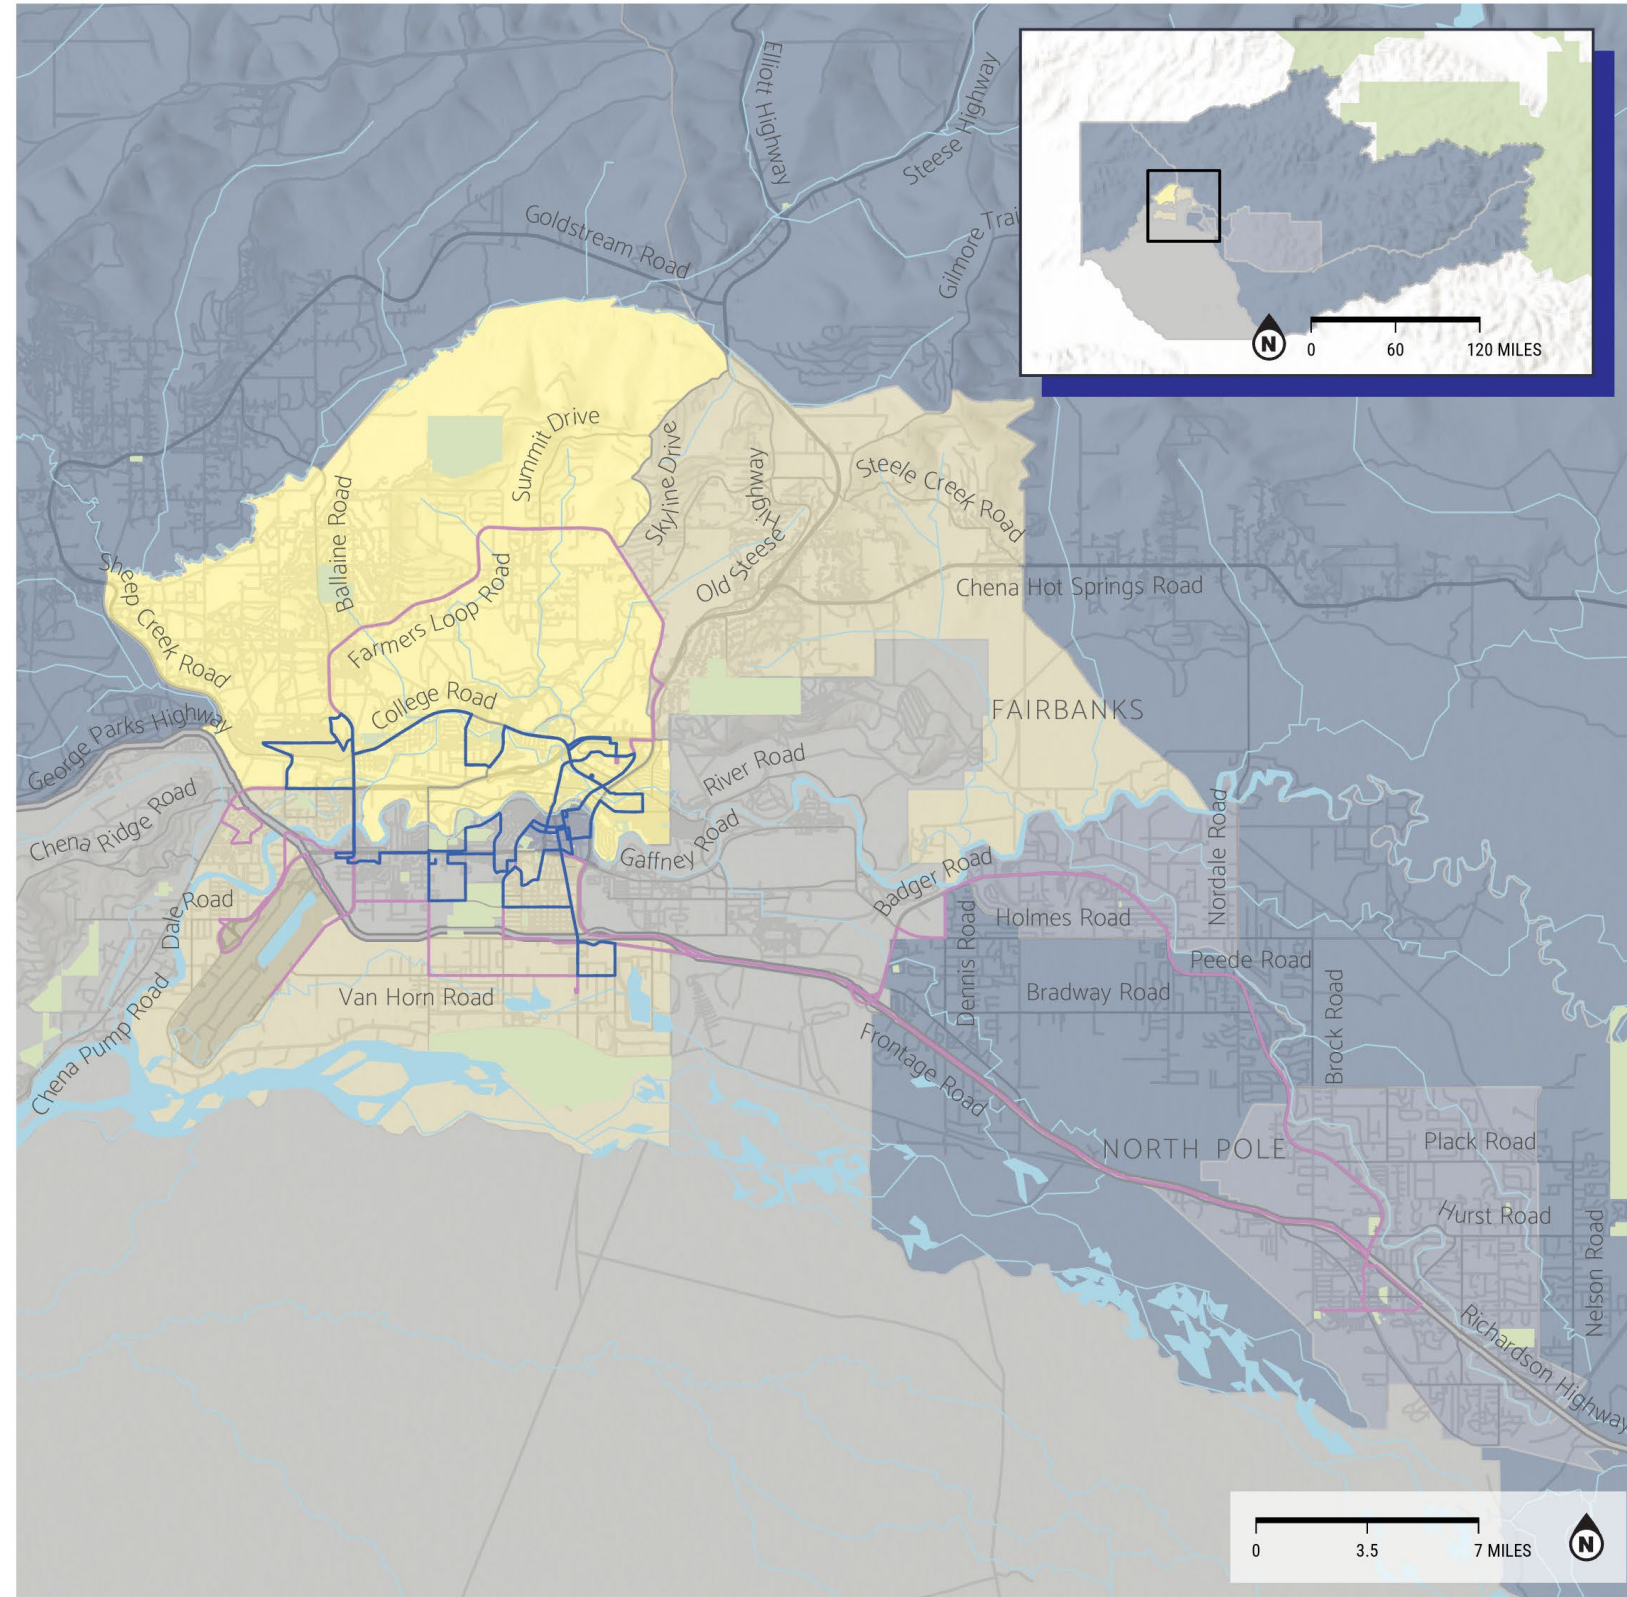 Elliott Highway
Steese Highway
Goldstream Road
Gilmore Trai
N
0
60
120 MILES
Summit Drive
Skyline Drive
Old Steese Highway
Steele Creek Road
Ballaine Road
Farmers Loop Road
Chena Hot Springs Road
Sheep Creek Road
College Road
FAIRBANKS
George Parks Highway
River Road
Chena Ridge Road
Gaffney Road
Badger Road
Nordale Road
Dale Road
Holmes Road
Dennis Road
Peede Road
Van Horn Road
Bradway Road
Chena Pump Road
Brock Road
Frontage Road
NORTH POLE
Plack Road
Hurst Road
Nelson Road
Richardson Highway
0
3.5
7 MILES
N